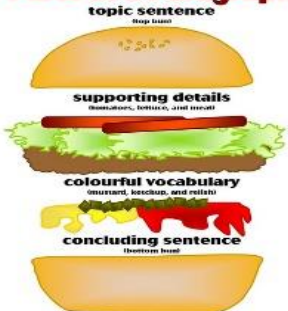 topic sentence
(top bun)
supporting details
(tomatoes, lettuce, and meat)
colourful vocabulary
(mustard, ketchup, and relish)
concluding sentence
(bottom bun)